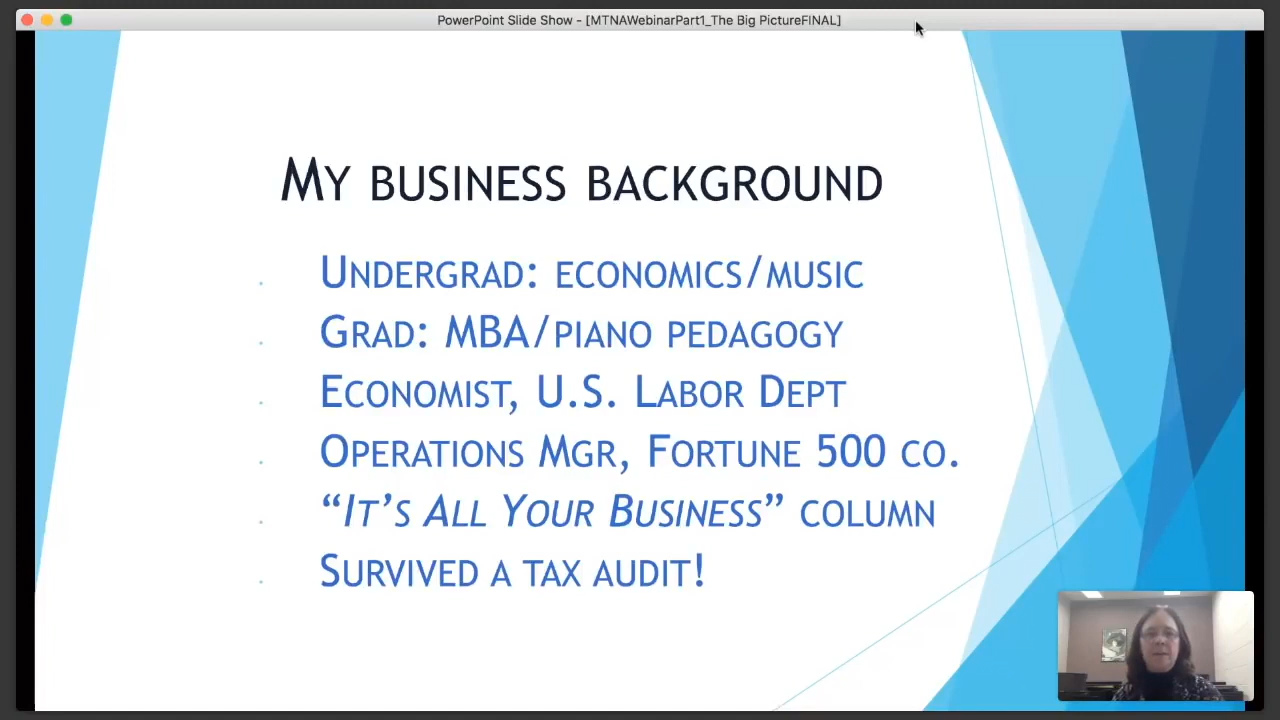 PowerPoint Slide Show - [MTNAWebinarPart1_The Big PictureFINAL]
My business background
Undergrad: economics/music
Grad: MBA/piano pedagogy
Economist, U.S. Labor Dept
Operations Mgr, Fortune 500 co.
“It’s All Your Business” column
Survived a tax audit!